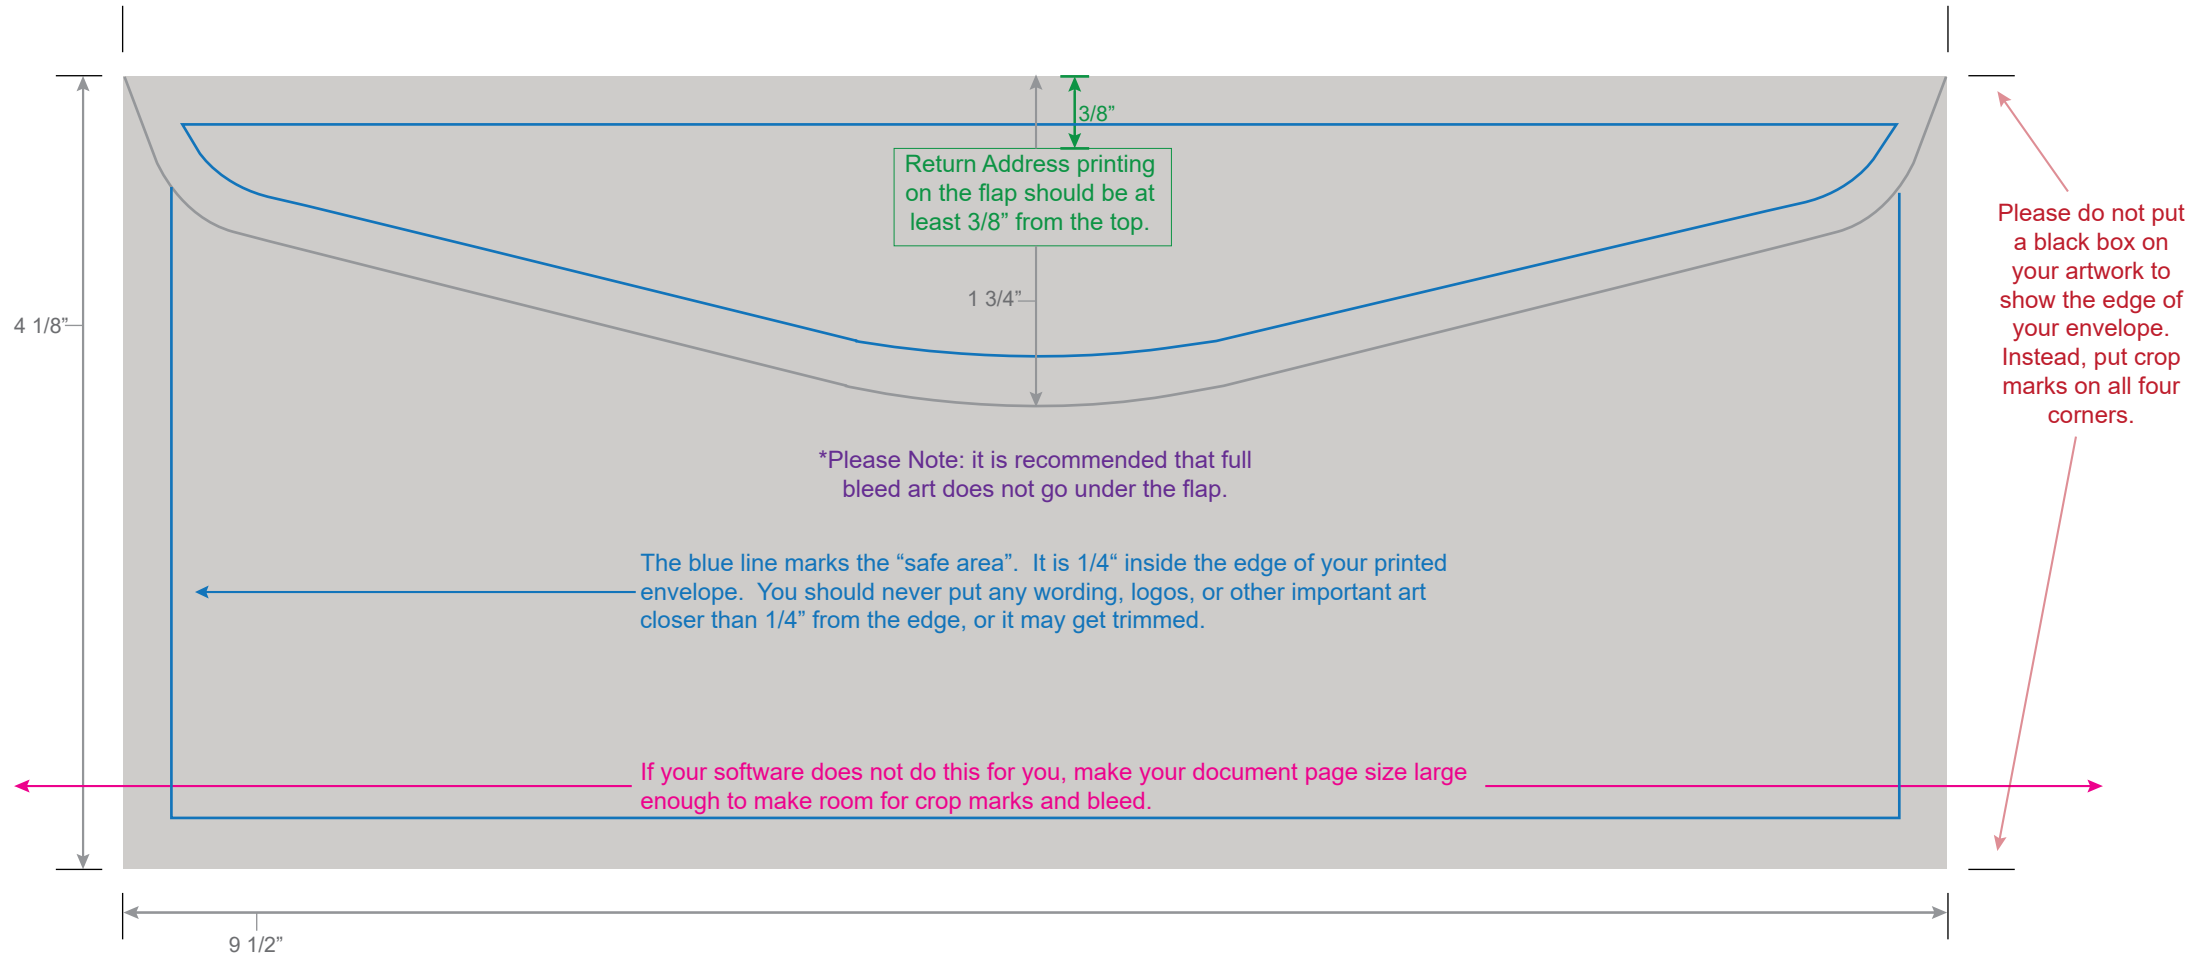 3/8”
Return Address printing
on the flap should be at
least 3/8” from the top.
1 3/4”
4 1/8”
Please do not put
a black box on
your artwork to
show the edge of
your envelope.
Instead, put crop
marks on all four
corners.
*Please Note: it is recommended that full
bleed art does not go under the flap.
The blue line marks the “safe area”.  It is 1/4“ inside the edge of your printed
envelope.  You should never put any wording, logos, or other important art
closer than 1/4” from the edge, or it may get trimmed.
If your software does not do this for you, make your document page size large
enough to make room for crop marks and bleed.
9 1/2”